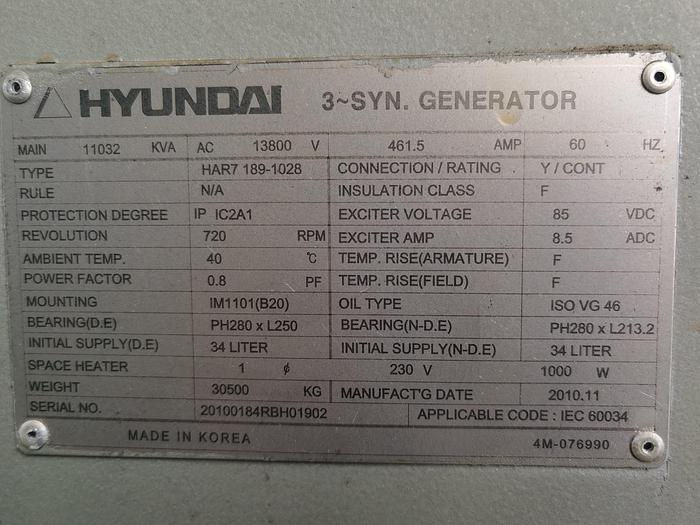 HYUNDAI 3~SYN. GENERATOR
MAIN 11032 KVA AC 13800 V 461.5 AMP 60 HZ
TYPE HAR7 189-1028 CONNECTION / RATING Y / CONT
RULE N/A INSULATION CLASS F
PROTECTION DEGREE IP IC2A1 EXCITER VOLTAGE 85 VDC
REVOLUTION 720 RPM EXCITER AMP 8.5 ADC
AMBIENT TEMP. 40 ℃ TEMP. RISE(ARMATURE) F
POWER FACTOR 0.8 PF TEMP. RISE(FIELD) F
MOUNTING IM1101(B20) OIL TYPE ISO VG 46
BEARING(D.E) PH280 x L250 BEARING(N-D.E) PH280 x L213.2
INITIAL SUPPLY(D.E) 34 LITER INITIAL SUPPLY(N-D.E) 34 LITER
SPACE HEATER 1 ϕ 230 V 1000 W
WEIGHT 30500 KG MANUFACT'G DATE 2010.11
SERIAL NO. 20100184RBH01902 APPLICABLE CODE : IEC 60034
MADE IN KOREA 4M-076990